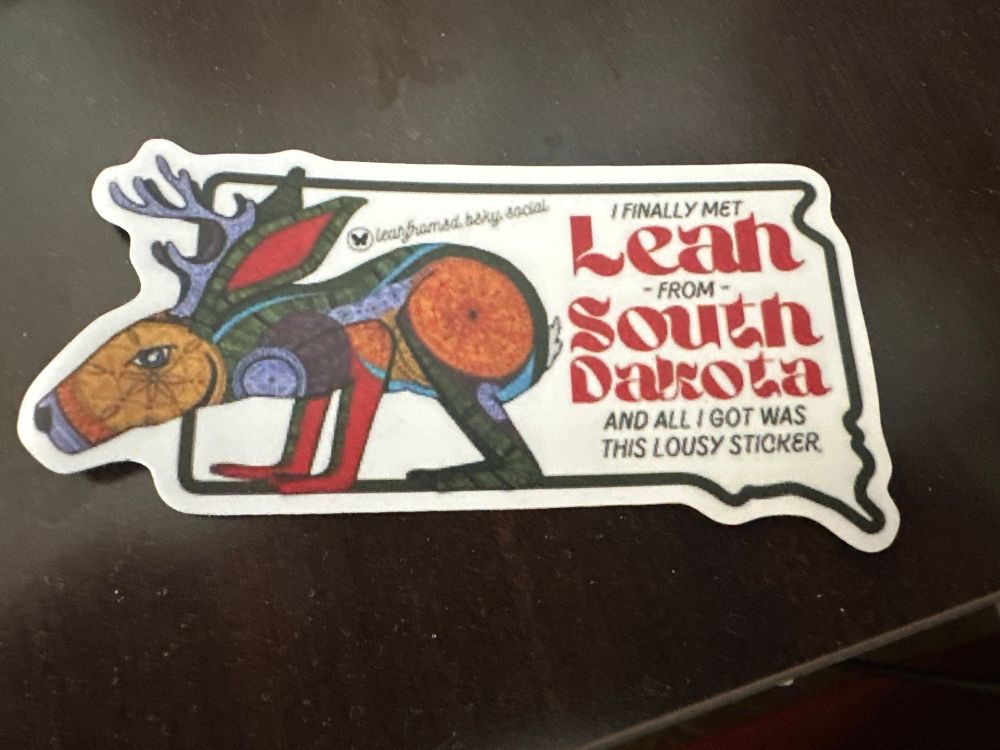 leahfromsd.bsky.social
I FINALLY MET
Leah
- FROM -
South
Dakota
AND ALL I GOT WAS
THIS LOUSY STICKER